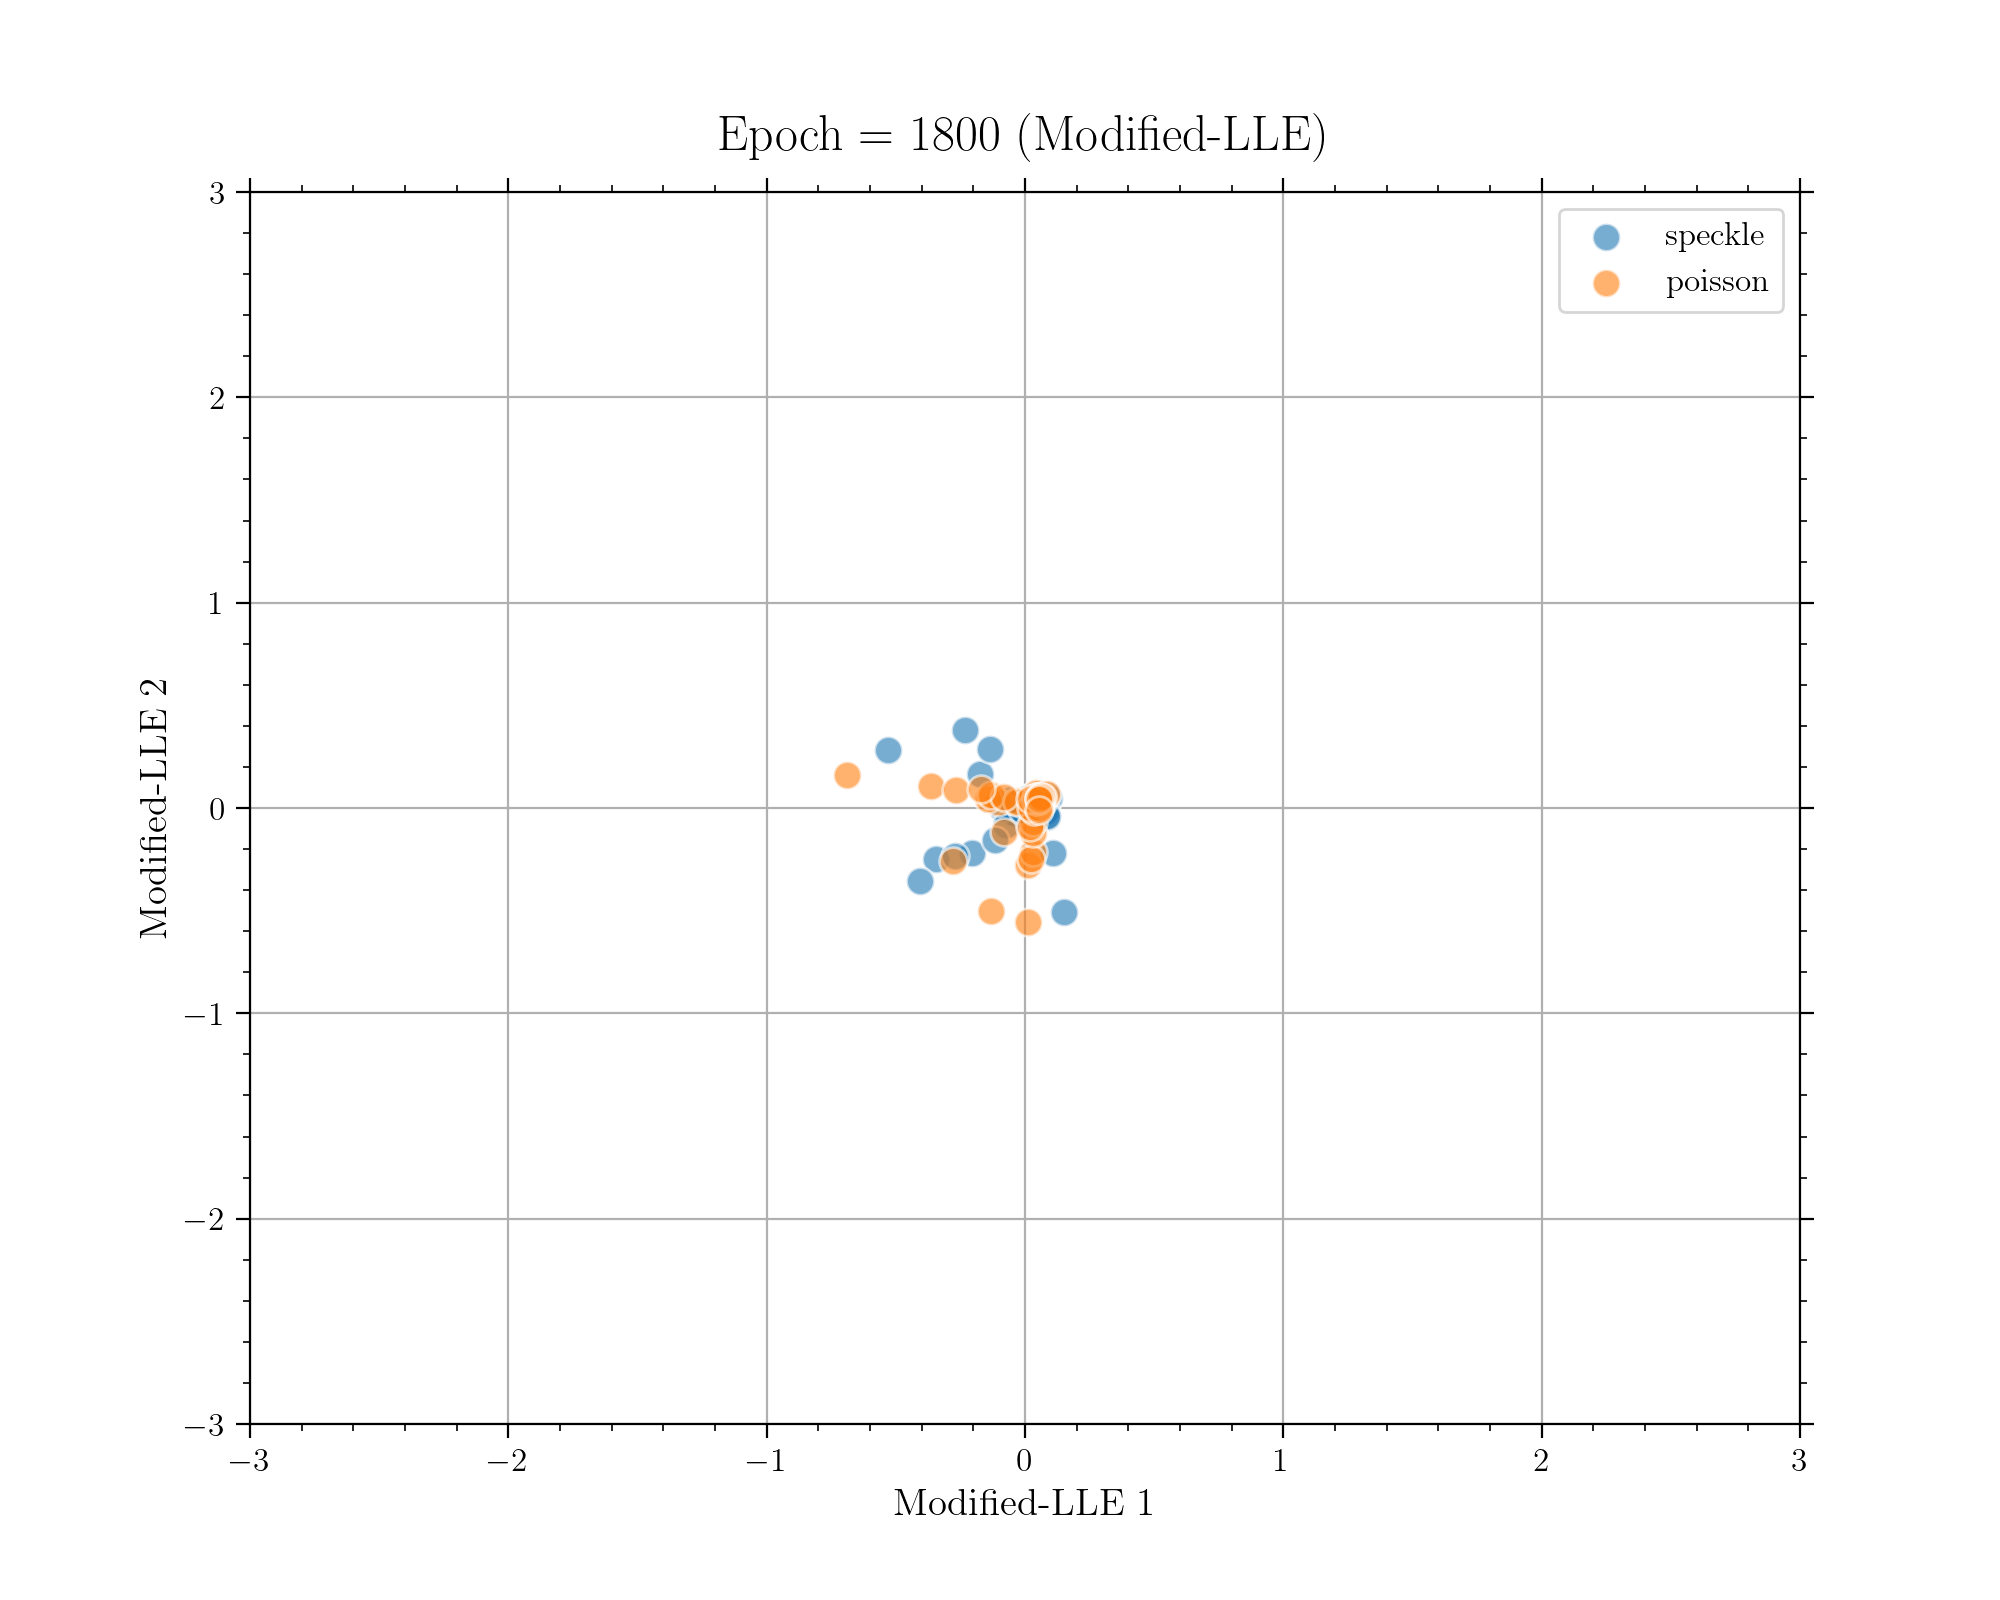 Epoch = 1800 (Modified-LLE)
speckle
poisson
3
2
1
0
−1
−2
−3
Modified-LLE 2
−3 −2 −1 0 1 2 3
Modified-LLE 1